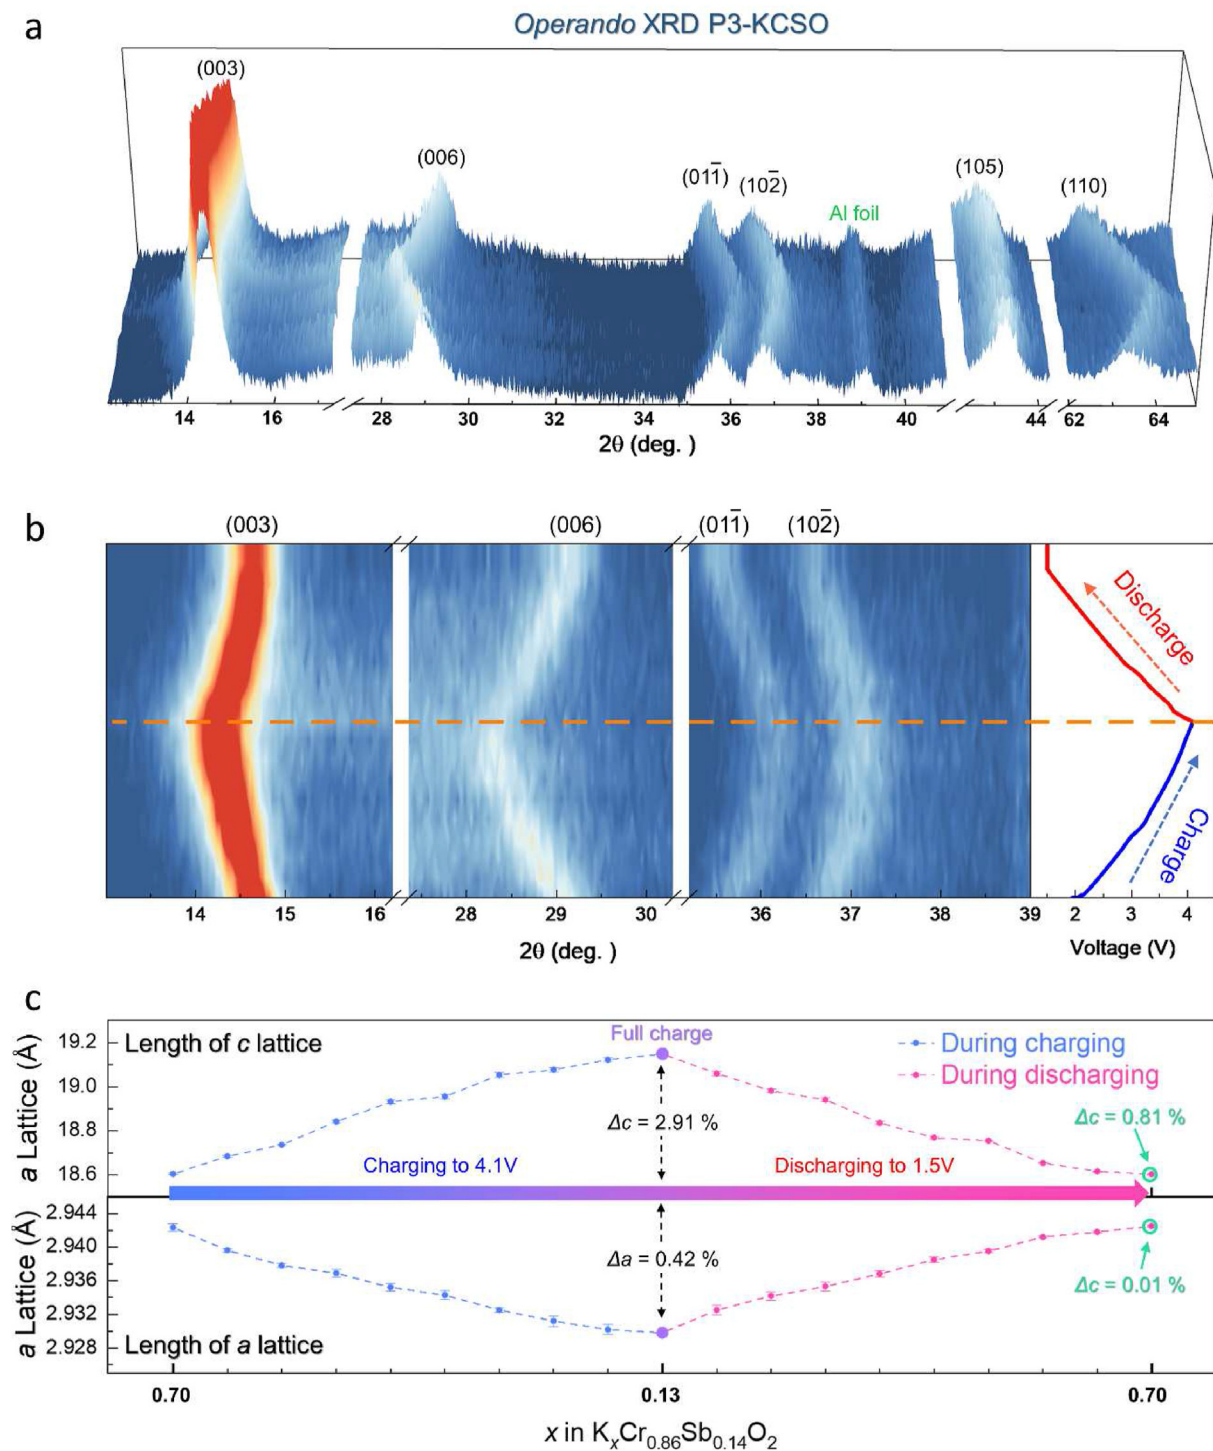 a
Operando XRD P3-KCSO
(003)
(006)
(011̅)
(102̅)
Al foil
(105)
(110)
14 16 28 30 32 34 36 38 40 44 62 64
2θ (deg. )
b
(003) (006) (011̅) (102̅)
Discharge
Charge
14 15 16 28 29 30 36 37 38 39 2 3 4
2θ (deg. )
Voltage (V)
c
a Lattice (Å)
19.2
19.0
18.8
18.6
Length of c lattice
Full charge
During charging
During discharging
Δc = 2.91 %
Δc = 0.81 %
Charging to 4.1V
Discharging to 1.5V
a Lattice (Å)
2.944
2.940
2.936
2.932
2.928
Δa = 0.42 %
Δc = 0.01 %
Length of a lattice
0.70 0.13 0.70
x in KₓCr₀.₈₆Sb₀.₁₄O₂